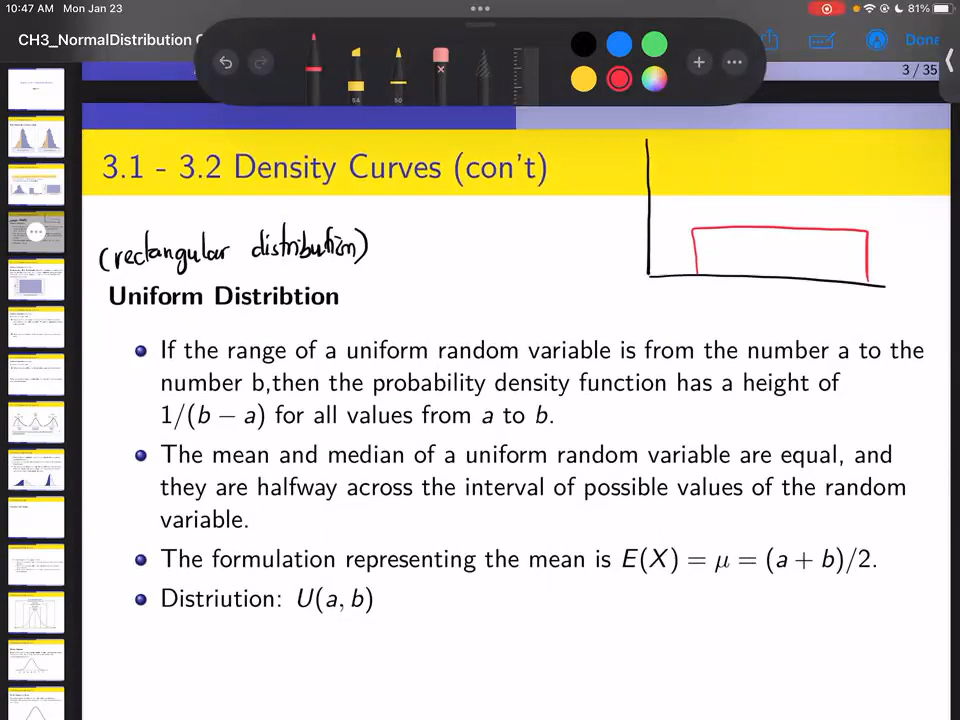 10:47 AM Mon Jan 23
81%
CH3_NormalDistribution
Done
54
50
3 / 35
3.1 - 3.2 Density Curves (con't)
(rectangular distribution)
Uniform Distribtion
If the range of a uniform random variable is from the number a to the
number b,then the probability density function has a height of
1/(b − a) for all values from a to b.
The mean and median of a uniform random variable are equal, and
they are halfway across the interval of possible values of the random
variable.
The formulation representing the mean is E(X) = μ = (a + b)/2.
Distriution: U(a, b)